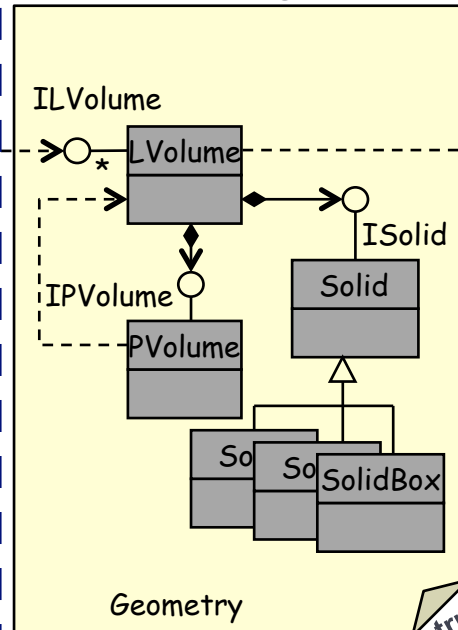 ILVolume
*
LVolume
ISolid
IPVolume
Solid
PVolume
So
So
SolidBox
Geometry